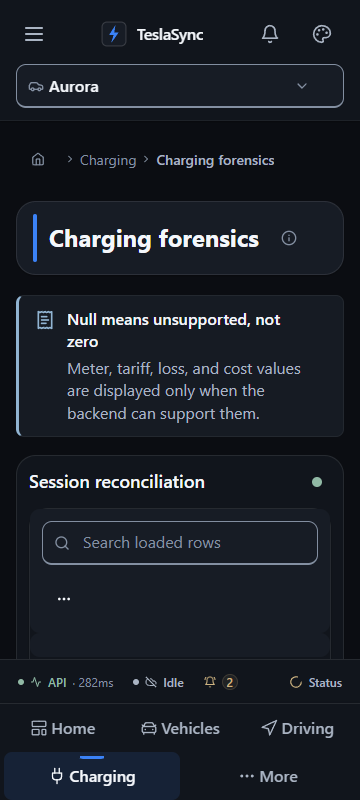 TeslaSync
Aurora
Charging
Charging forensics
Charging forensics
Null means unsupported, not
zero
Meter, tariff, loss, and cost values
are displayed only when the
backend can support them.
Session reconciliation
Search loaded rows
...
API · 282ms
Idle
2
Status
Home
Vehicles
Driving
Charging
More